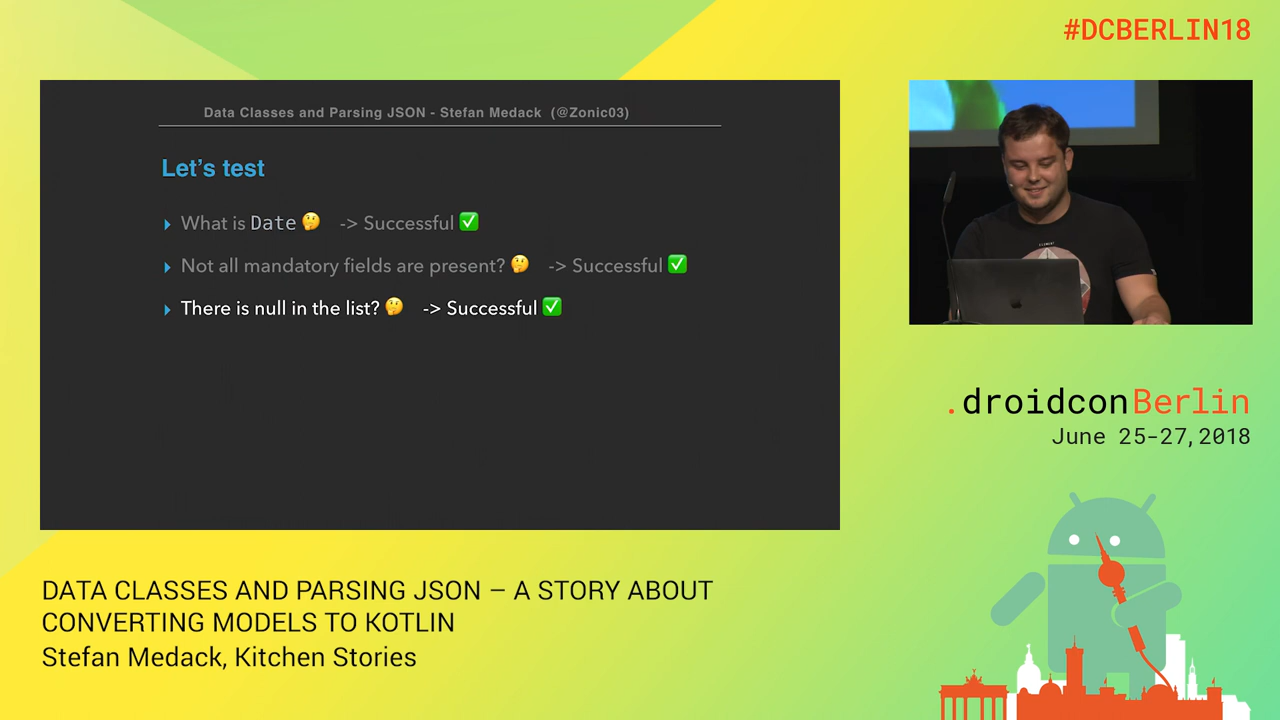 #DCBERLIN18
Data Classes and Parsing JSON - Stefan Medack (@Zonic03)
Let's test
What is Date 🤔 -> Successful ✅
Not all mandatory fields are present? 🤔 -> Successful ✅
There is null in the list? 🤔 -> Successful ✅
.droidconBerlin
June 25-27,2018
DATA CLASSES AND PARSING JSON – A STORY ABOUT
CONVERTING MODELS TO KOTLIN
Stefan Medack, Kitchen Stories